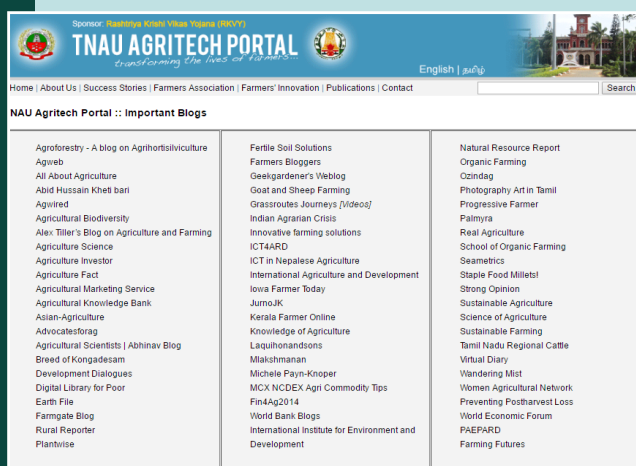 Sponsor: Rashtriya Krishi Vikas Yojana (RKVY)
TNAU AGRITECH PORTAL
transforming the lives of farmers...
English | தமிழ்
Home | About Us | Success Stories | Farmers Association | Farmers' Innovation | Publications | Contact
Search
NAU Agritech Portal :: Important Blogs
Agroforestry - A blog on Agrihortisilviculture
Agweb
All About Agriculture
Abid Hussain Kheti bari
Agwired
Agricultural Biodiversity
Alex Tiller's Blog on Agriculture and Farming
Agriculture Science
Agriculture Investor
Agriculture Fact
Agricultural Marketing Service
Agricultural Knowledge Bank
Asian-Agriculture
Advocatesforag
Agricultural Scientists | Abhinav Blog
Breed of Kongadesam
Development Dialogues
Digital Library for Poor
Earth File
Farmgate Blog
Rural Reporter
Plantwise
Fertile Soil Solutions
Farmers Bloggers
Geekgardener's Weblog
Goat and Sheep Farming
Grassroutes Journeys [Videos]
Indian Agrarian Crisis
Innovative farming solutions
ICT4ARD
ICT in Nepalese Agriculture
International Agriculture and Development
Iowa Farmer Today
JurnoJK
Kerala Farmer Online
Knowledge of Agriculture
Laquihonandsons
Mlakshmanan
Michele Payn-Knoper
MCX NCDEX Agri Commodity Tips
Fin4Ag2014
World Bank Blogs
International Institute for Environment and
Development
Natural Resource Report
Organic Farming
Ozindag
Photography Art in Tamil
Progressive Farmer
Palmyra
Real Agriculture
School of Organic Farming
Seametrics
Staple Food Millets!
Strong Opinion
Sustainable Agriculture
Science of Agriculture
Sustainable Farming
Tamil Nadu Regional Cattle
Virtual Diary
Wandering Mist
Women Agricultural Network
Preventing Postharvest Loss
World Economic Forum
PAEPARD
Farming Futures